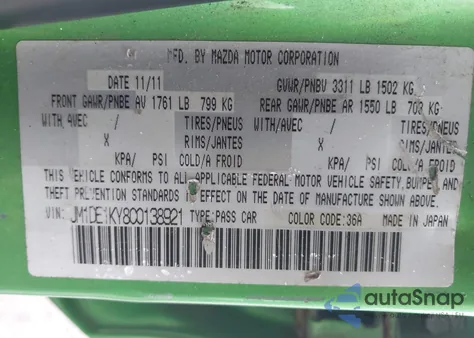 MFD. BY MAZDA MOTOR CORPORATION
DATE 11/11 GVWR/PNBV 3311 LB 1502 KG
FRONT GAWR/PNBE AV 1761 LB 799 KG REAR GAWR/PNBE AR 1550 LB 703 KG
WITH/AVEC / TIRES/PNEUS WITH/AVEC / TIRES/PNEUS
X RIMS/JANTES X RIMS/JANTES
KPA/ PSI COLD/A FROID KPA/ PSI COLD/A FROID
THIS VEHICLE CONFORMS TO ALL APPLICABLE FEDERAL MOTOR VEHICLE SAFETY, BUMPER, AND
THEFT PREVENTION STANDARDS IN EFFECT ON THE DATE OF MANUFACTURE SHOWN ABOVE.
VIN: JM1DE1KY8C0138921 TYPE:PASS CAR COLOR CODE:36A MADE IN JAPAN
autoSnap